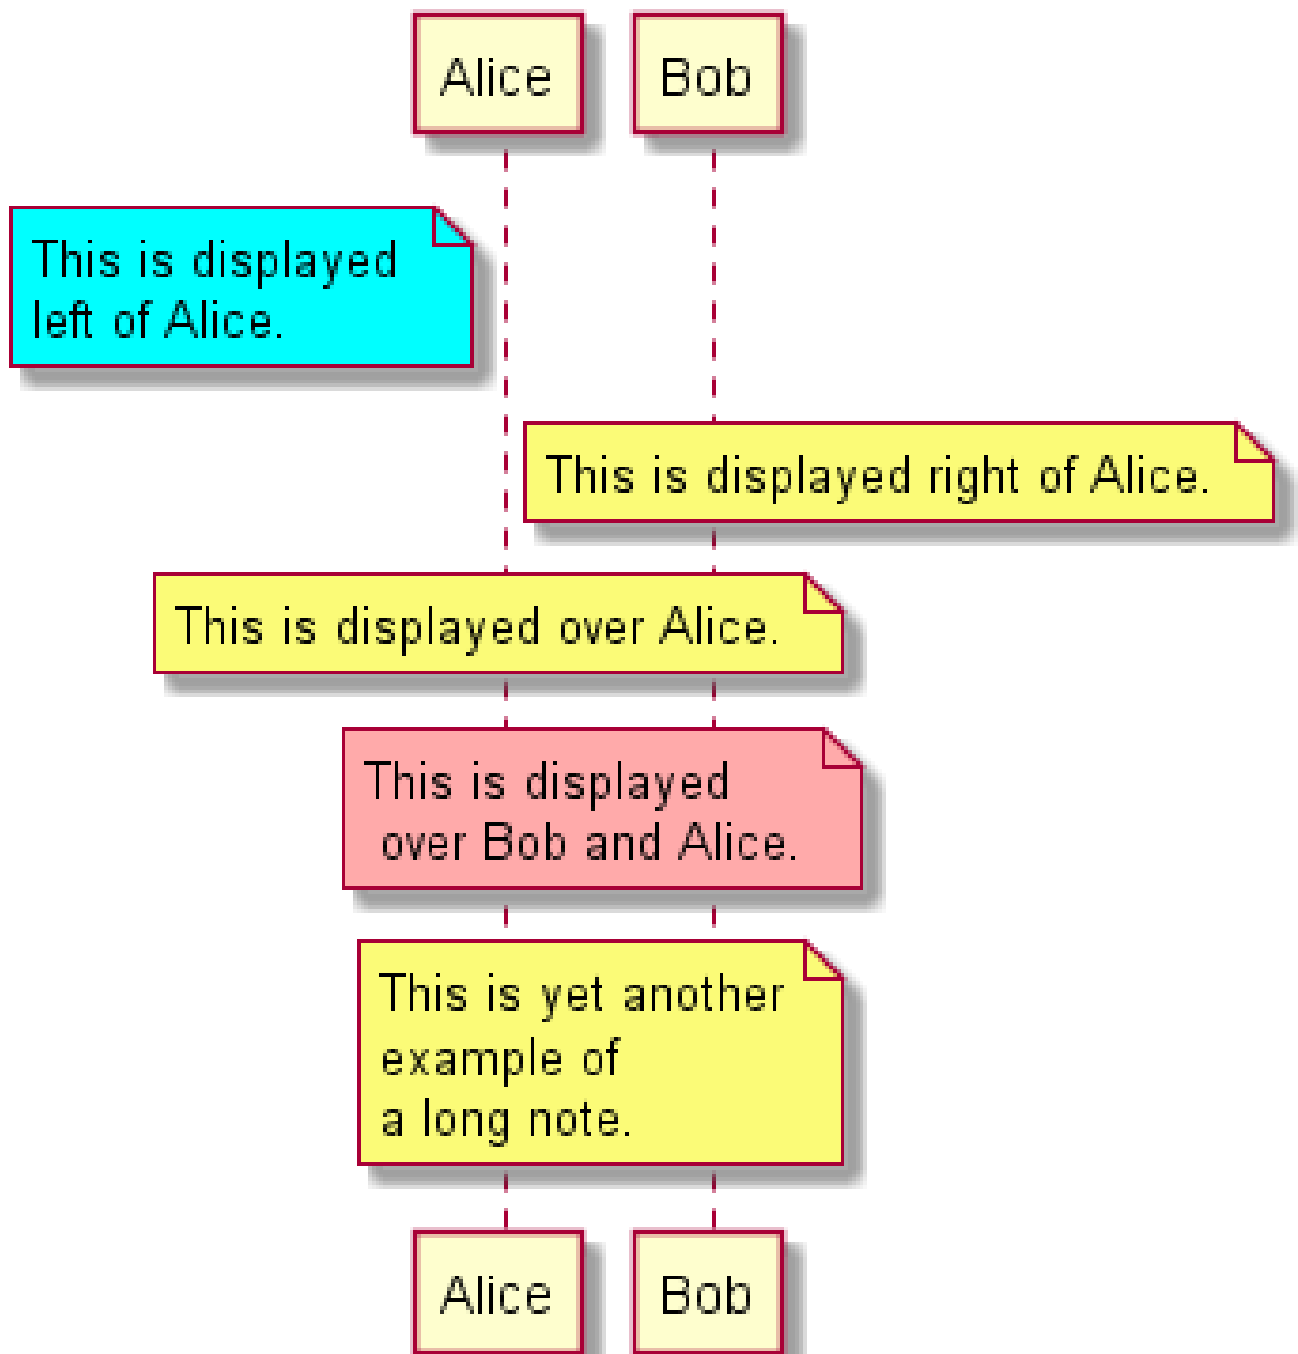 Alice
Bob
This is displayed
left of Alice.
This is displayed right of Alice.
This is displayed over Alice.
This is displayed
over Bob and Alice.
This is yet another
example of
a long note.
Alice
Bob